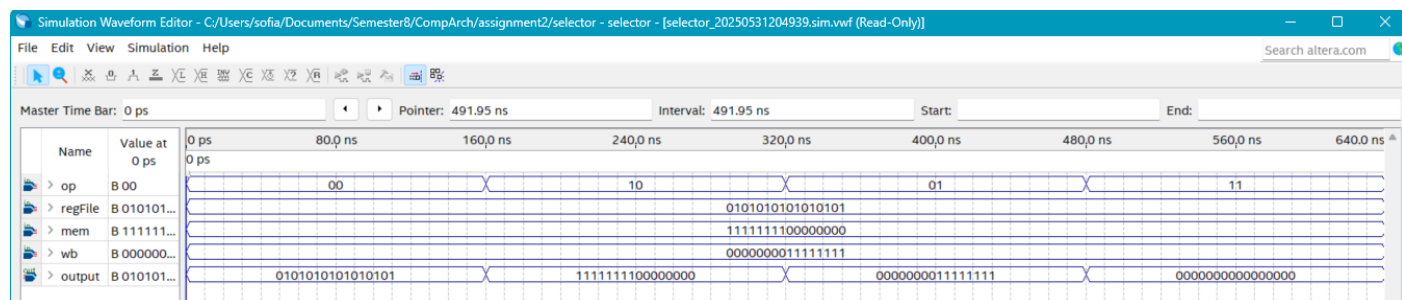 Simulation Waveform Editor - C:/Users/sofia/Documents/Semester8/CompArch/assignment2/selector - selector - [selector_20250531204939.sim.vwf (Read-Only)]
File Edit View Simulation Help
Search altera.com
Master Time Bar: 0 ps Pointer: 491.95 ns Interval: 491.95 ns Start: End:
Name Value at 0 ps
0 ps 80.0 ns 160.0 ns 240.0 ns 320.0 ns 400.0 ns 480.0 ns 560.0 ns 640.0 ns
0 ps
op B 00 00 10 01 11
regFile B 010101... 0101010101010101
mem B 111111... 1111111100000000
wb B 000000... 0000000011111111
output B 010101... 0101010101010101 1111111100000000 0000000011111111 0000000000000000